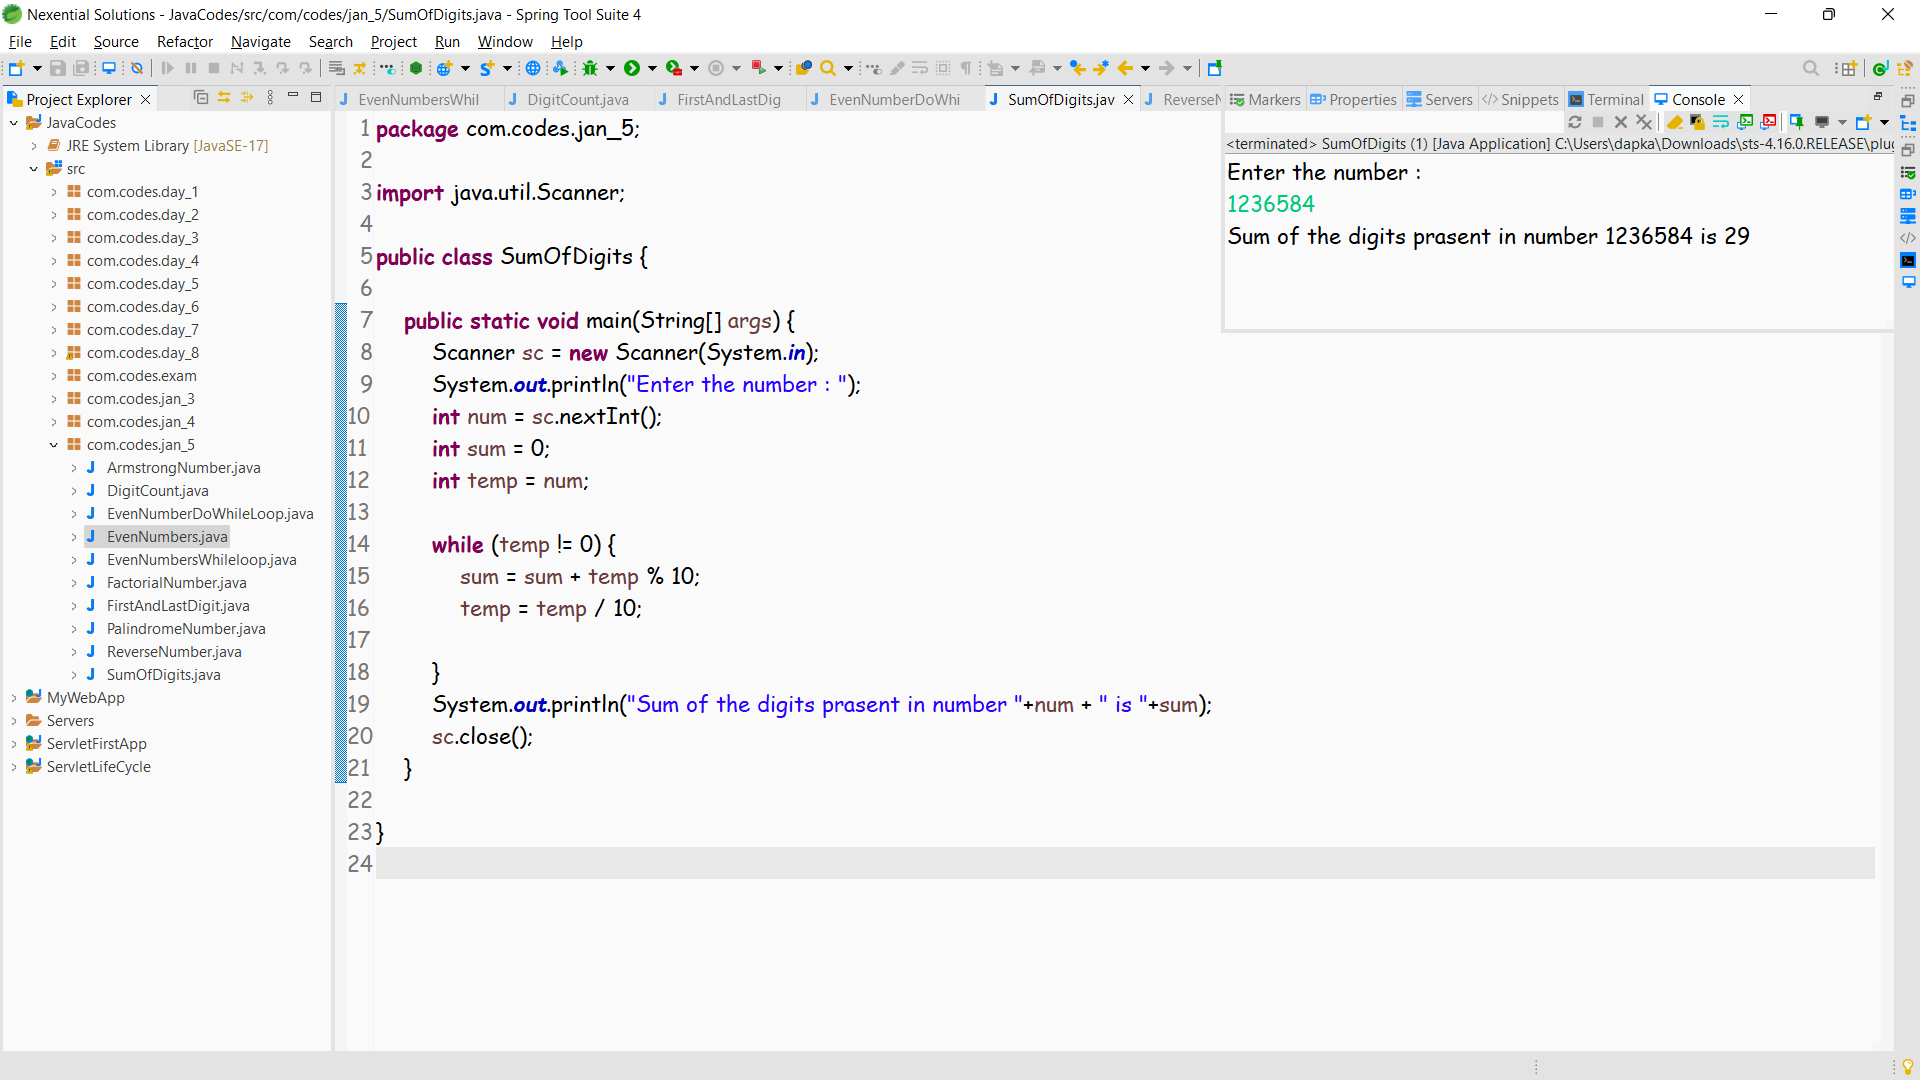 Nexential Solutions - JavaCodes/src/com/codes/jan_5/SumOfDigits.java - Spring Tool Suite 4
File Edit Source Refactor Navigate Search Project Run Window Help
Project Explorer
JavaCodes
JRE System Library [JavaSE-17]
src
com.codes.day_1
com.codes.day_2
com.codes.day_3
com.codes.day_4
com.codes.day_5
com.codes.day_6
com.codes.day_7
com.codes.day_8
com.codes.exam
com.codes.jan_3
com.codes.jan_4
com.codes.jan_5
ArmstrongNumber.java
DigitCount.java
EvenNumberDoWhileLoop.java
EvenNumbers.java
EvenNumbersWhileloop.java
FactorialNumber.java
FirstAndLastDigit.java
PalindromeNumber.java
ReverseNumber.java
SumOfDigits.java
MyWebApp
Servers
ServletFirstApp
ServletLifeCycle
EvenNumbersWhil DigitCount.java FirstAndLastDig EvenNumberDoWhi SumOfDigits.jav ReverseN
1 package com.codes.jan_5;
2
3 import java.util.Scanner;
4
5 public class SumOfDigits {
6
7 public static void main(String[] args) {
8 Scanner sc = new Scanner(System.in);
9 System.out.println("Enter the number : ");
10 int num = sc.nextInt();
11 int sum = 0;
12 int temp = num;
13
14 while (temp != 0) {
15 sum = sum + temp % 10;
16 temp = temp / 10;
17
18 }
19 System.out.println("Sum of the digits prasent in number "+num + " is "+sum);
20 sc.close();
21 }
22
23 }
24
Markers Properties Servers Snippets Terminal Console
<terminated> SumOfDigits (1) [Java Application] C:\Users\dapka\Downloads\sts-4.16.0.RELEASE\plug
Enter the number :
1236584
Sum of the digits prasent in number 1236584 is 29